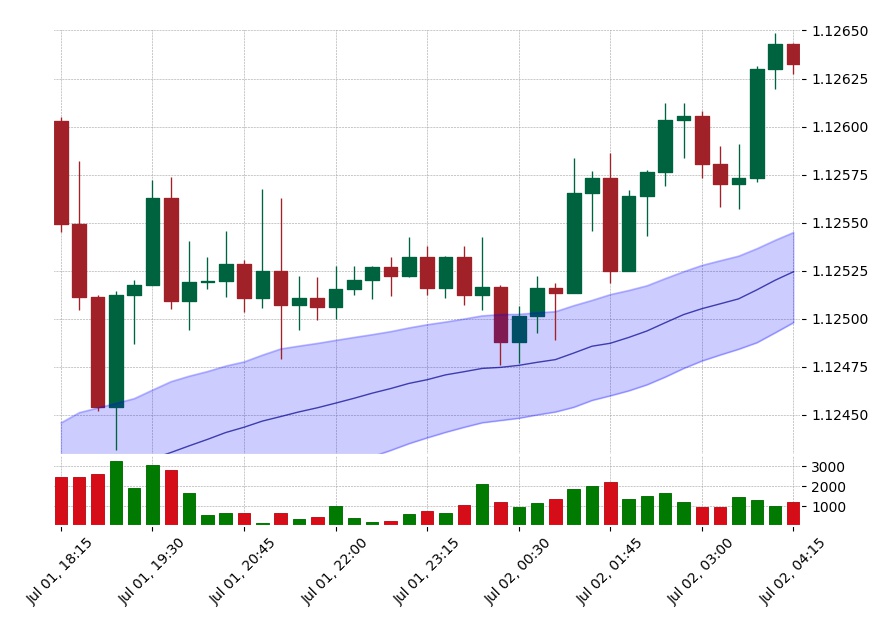 1.12650
1.12625
1.12600
1.12575
1.12550
1.12525
1.12500
1.12475
1.12450
3000
2000
1000
Jul 01, 18:15
Jul 01, 19:30
Jul 01, 20:45
Jul 01, 22:00
Jul 01, 23:15
Jul 02, 00:30
Jul 02, 01:45
Jul 02, 03:00
Jul 02, 04:15